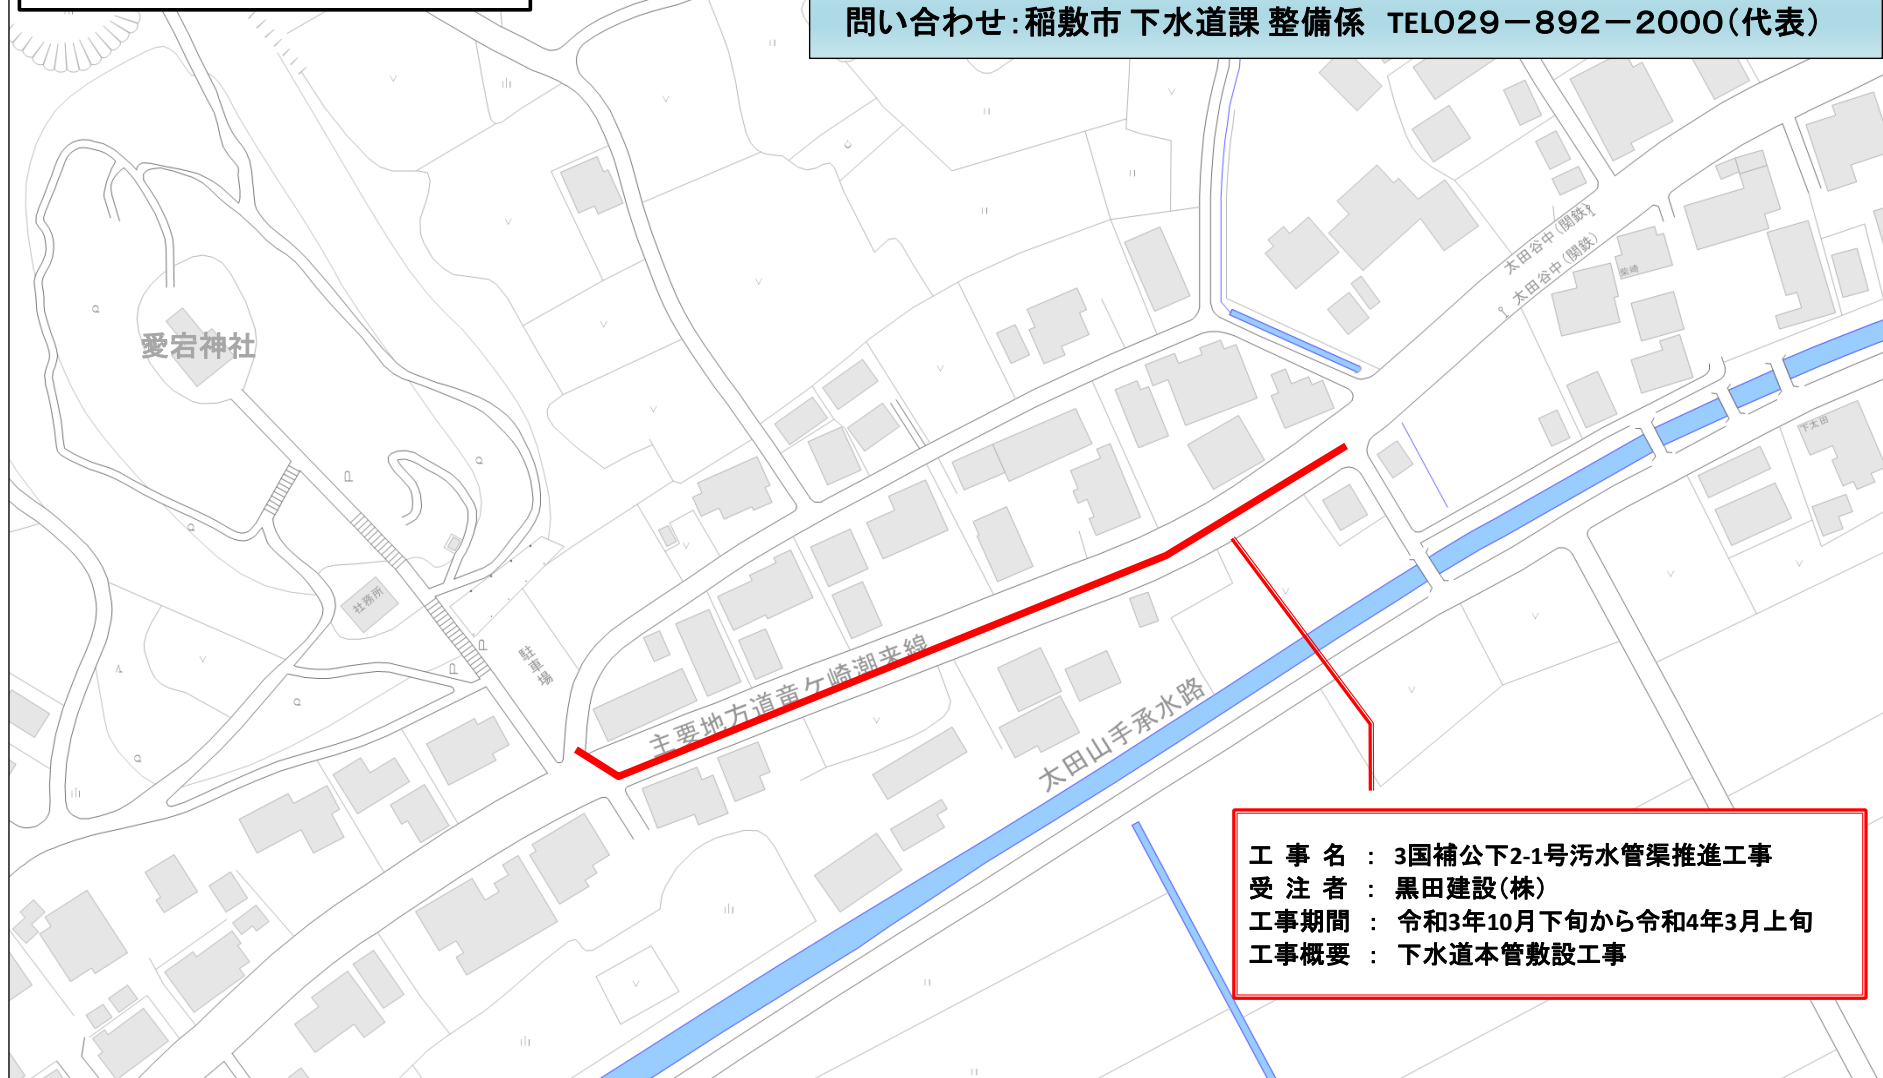 問い合わせ：稲敷市 下水道課 整備係　TEL029－892－2000（代表）
太田谷中（関鉄）
太田谷中（関鉄）
柴崎
愛宕神社
下太田
P
社務所
P
P
駐車場
主要地方道竜ケ崎潮来線
太田山手承水路
工 事 名 ： 3国補公下2-1号汚水管渠推進工事
受 注 者 ： 黒田建設（株）
工事期間 ： 令和3年10月下旬から令和4年3月上旬
工事概要 ： 下水道本管敷設工事